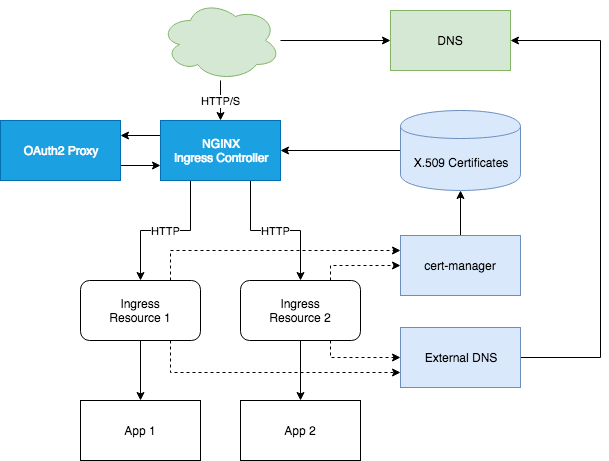 DNS
HTTP/S
OAuth2 Proxy
NGINX
Ingress Controller
X.509 Certificates
HTTP
HTTP
cert-manager
Ingress
Resource 1
Ingress
Resource 2
External DNS
App 1
App 2